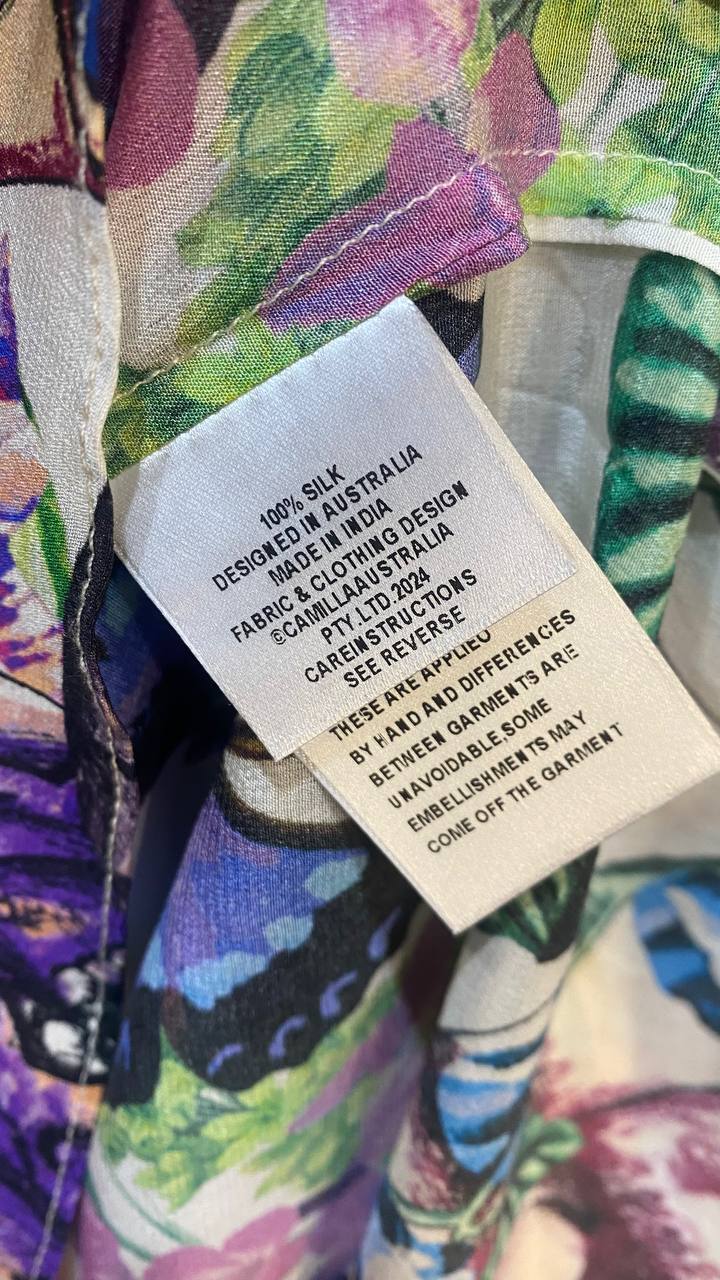 100% SILK
DESIGNED IN AUSTRALIA
MADE IN INDIA
FABRIC & CLOTHING DESIGN
©CAMILLAAUSTRALIA
PTY.LTD.2024
CAREINSTRUCTIONS
SEE REVERSE
THESE ARE APPLIED
BY HAND AND DIFFERENCES
BETWEEN GARMENTS ARE
UNAVOIDABLE,SOME
EMBELLISHMENTS MAY
COME OFF THE GARMENT